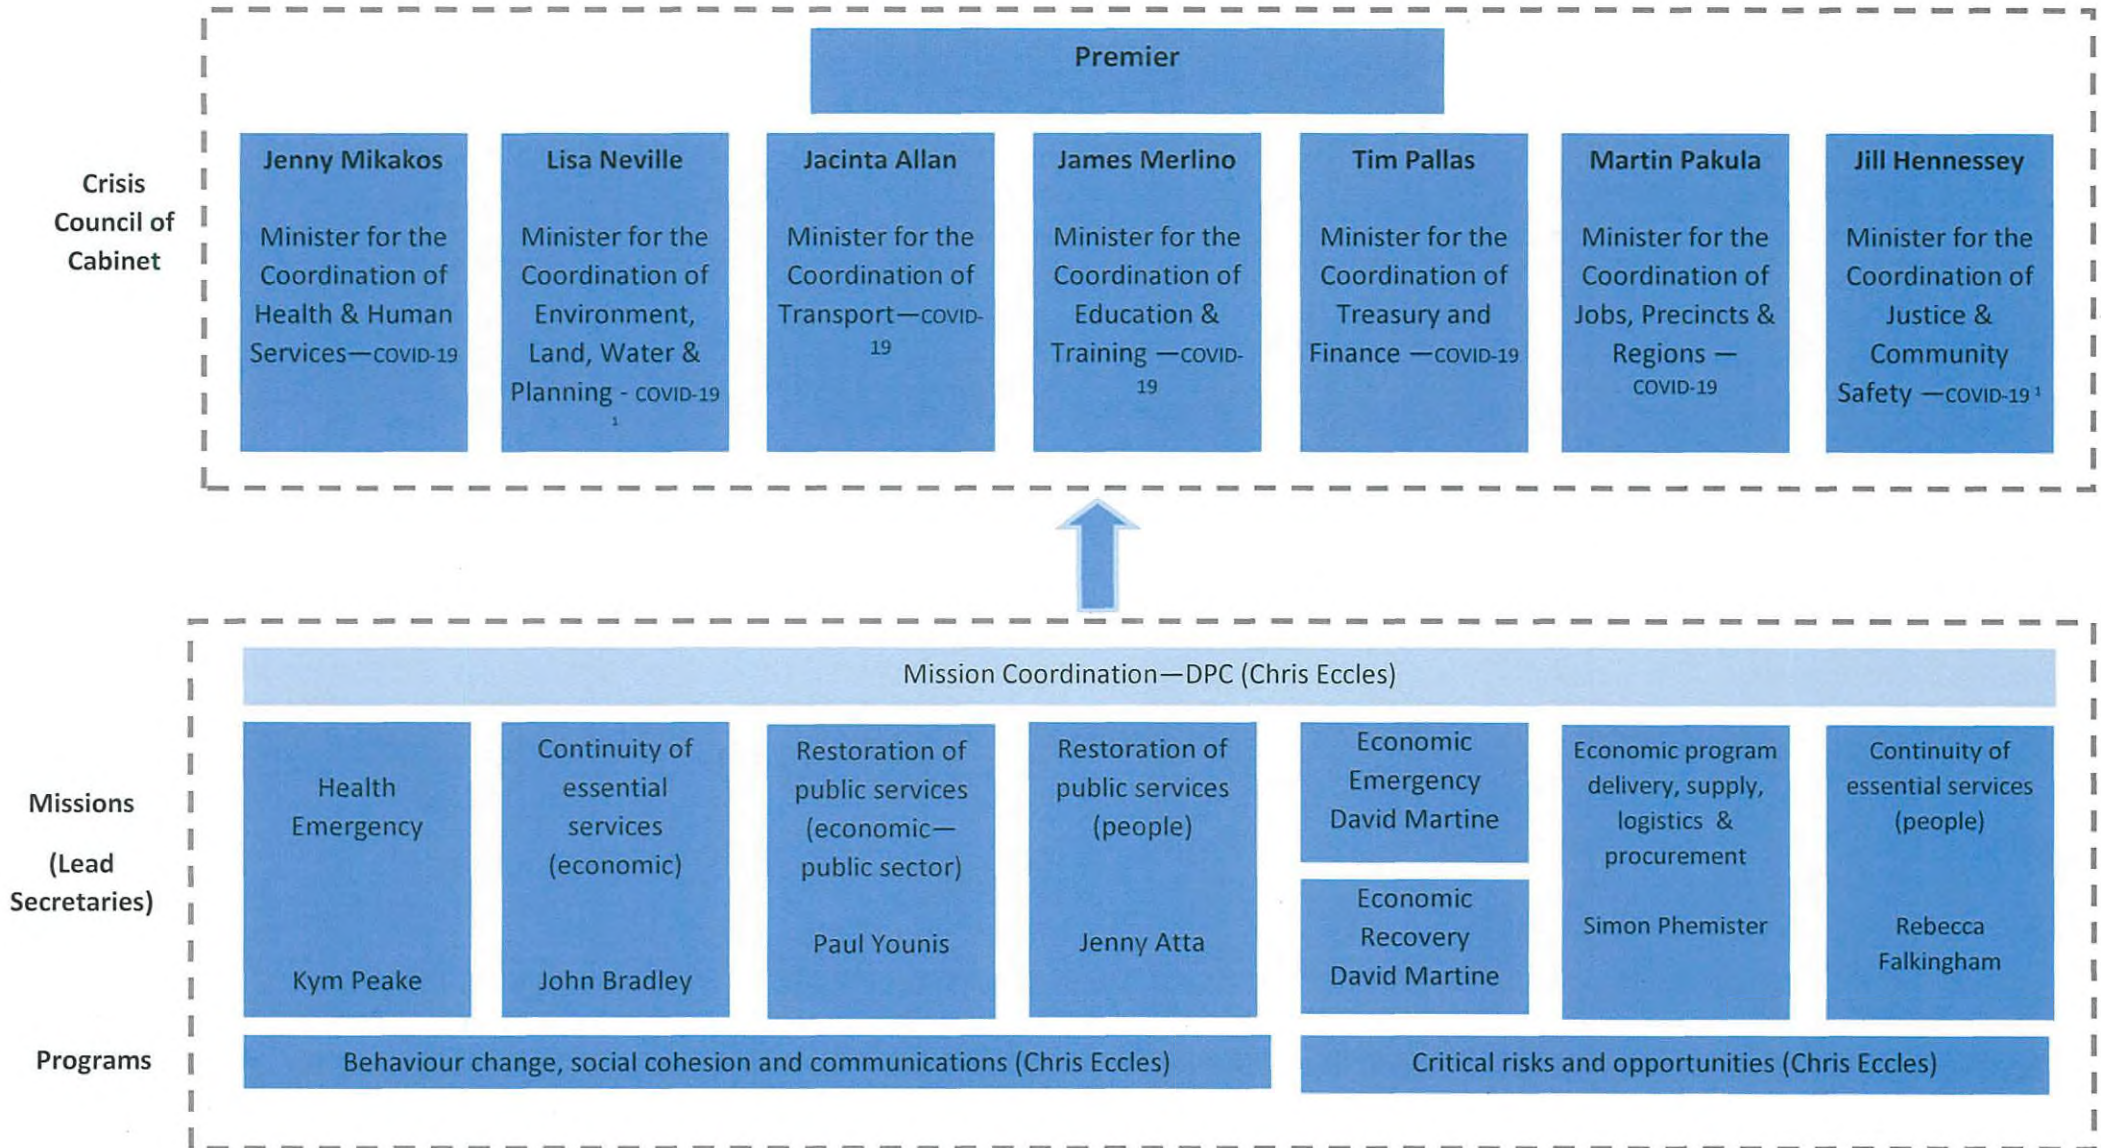 Crisis
Council of
Cabinet
Premier
Jenny Mikakos
Minister for the
Coordination of
Health & Human
Services—COVID-19
Lisa Neville
Minister for the
Coordination of
Environment,
Land, Water &
Planning - COVID-19
1
Jacinta Allan
Minister for the
Coordination of
Transport—COVID-
19
James Merlino
Minister for the
Coordination of
Education &
Training —COVID-
19
Tim Pallas
Minister for the
Coordination of
Treasury and
Finance —COVID-19
Martin Pakula
Minister for the
Coordination of
Jobs, Precincts &
Regions —
COVID-19
Jill Hennessey
Minister for the
Coordination of
Justice &
Community
Safety —COVID-19 1
Missions
(Lead
Secretaries)
Mission Coordination—DPC (Chris Eccles)
Health
Emergency
Kym Peake
Continuity of
essential
services
(economic)
John Bradley
Restoration of
public services
(economic—
public sector)
Paul Younis
Restoration of
public services
(people)
Jenny Atta
Economic
Emergency
David Martine
Economic
Recovery
David Martine
Economic program
delivery, supply,
logistics &
procurement
Simon Phemister
Continuity of
essential services
(people)
Rebecca
Falkingham
Programs
Behaviour change, social cohesion and communications (Chris Eccles)
Critical risks and opportunities (Chris Eccles)